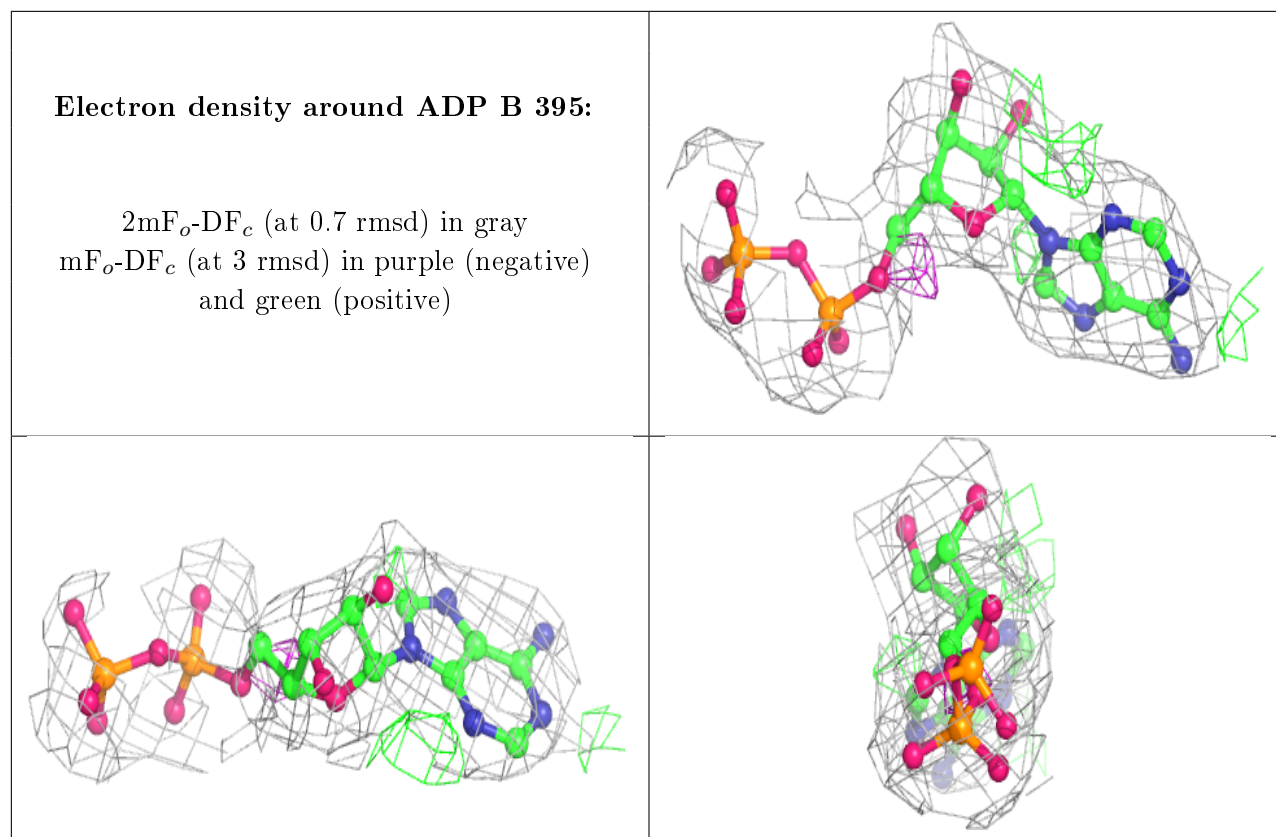 Electron density around ADP B 395:
2mFₒ-DF𝒸 (at 0.7 rmsd) in gray
mFₒ-DF𝒸 (at 3 rmsd) in purple (negative)
and green (positive)